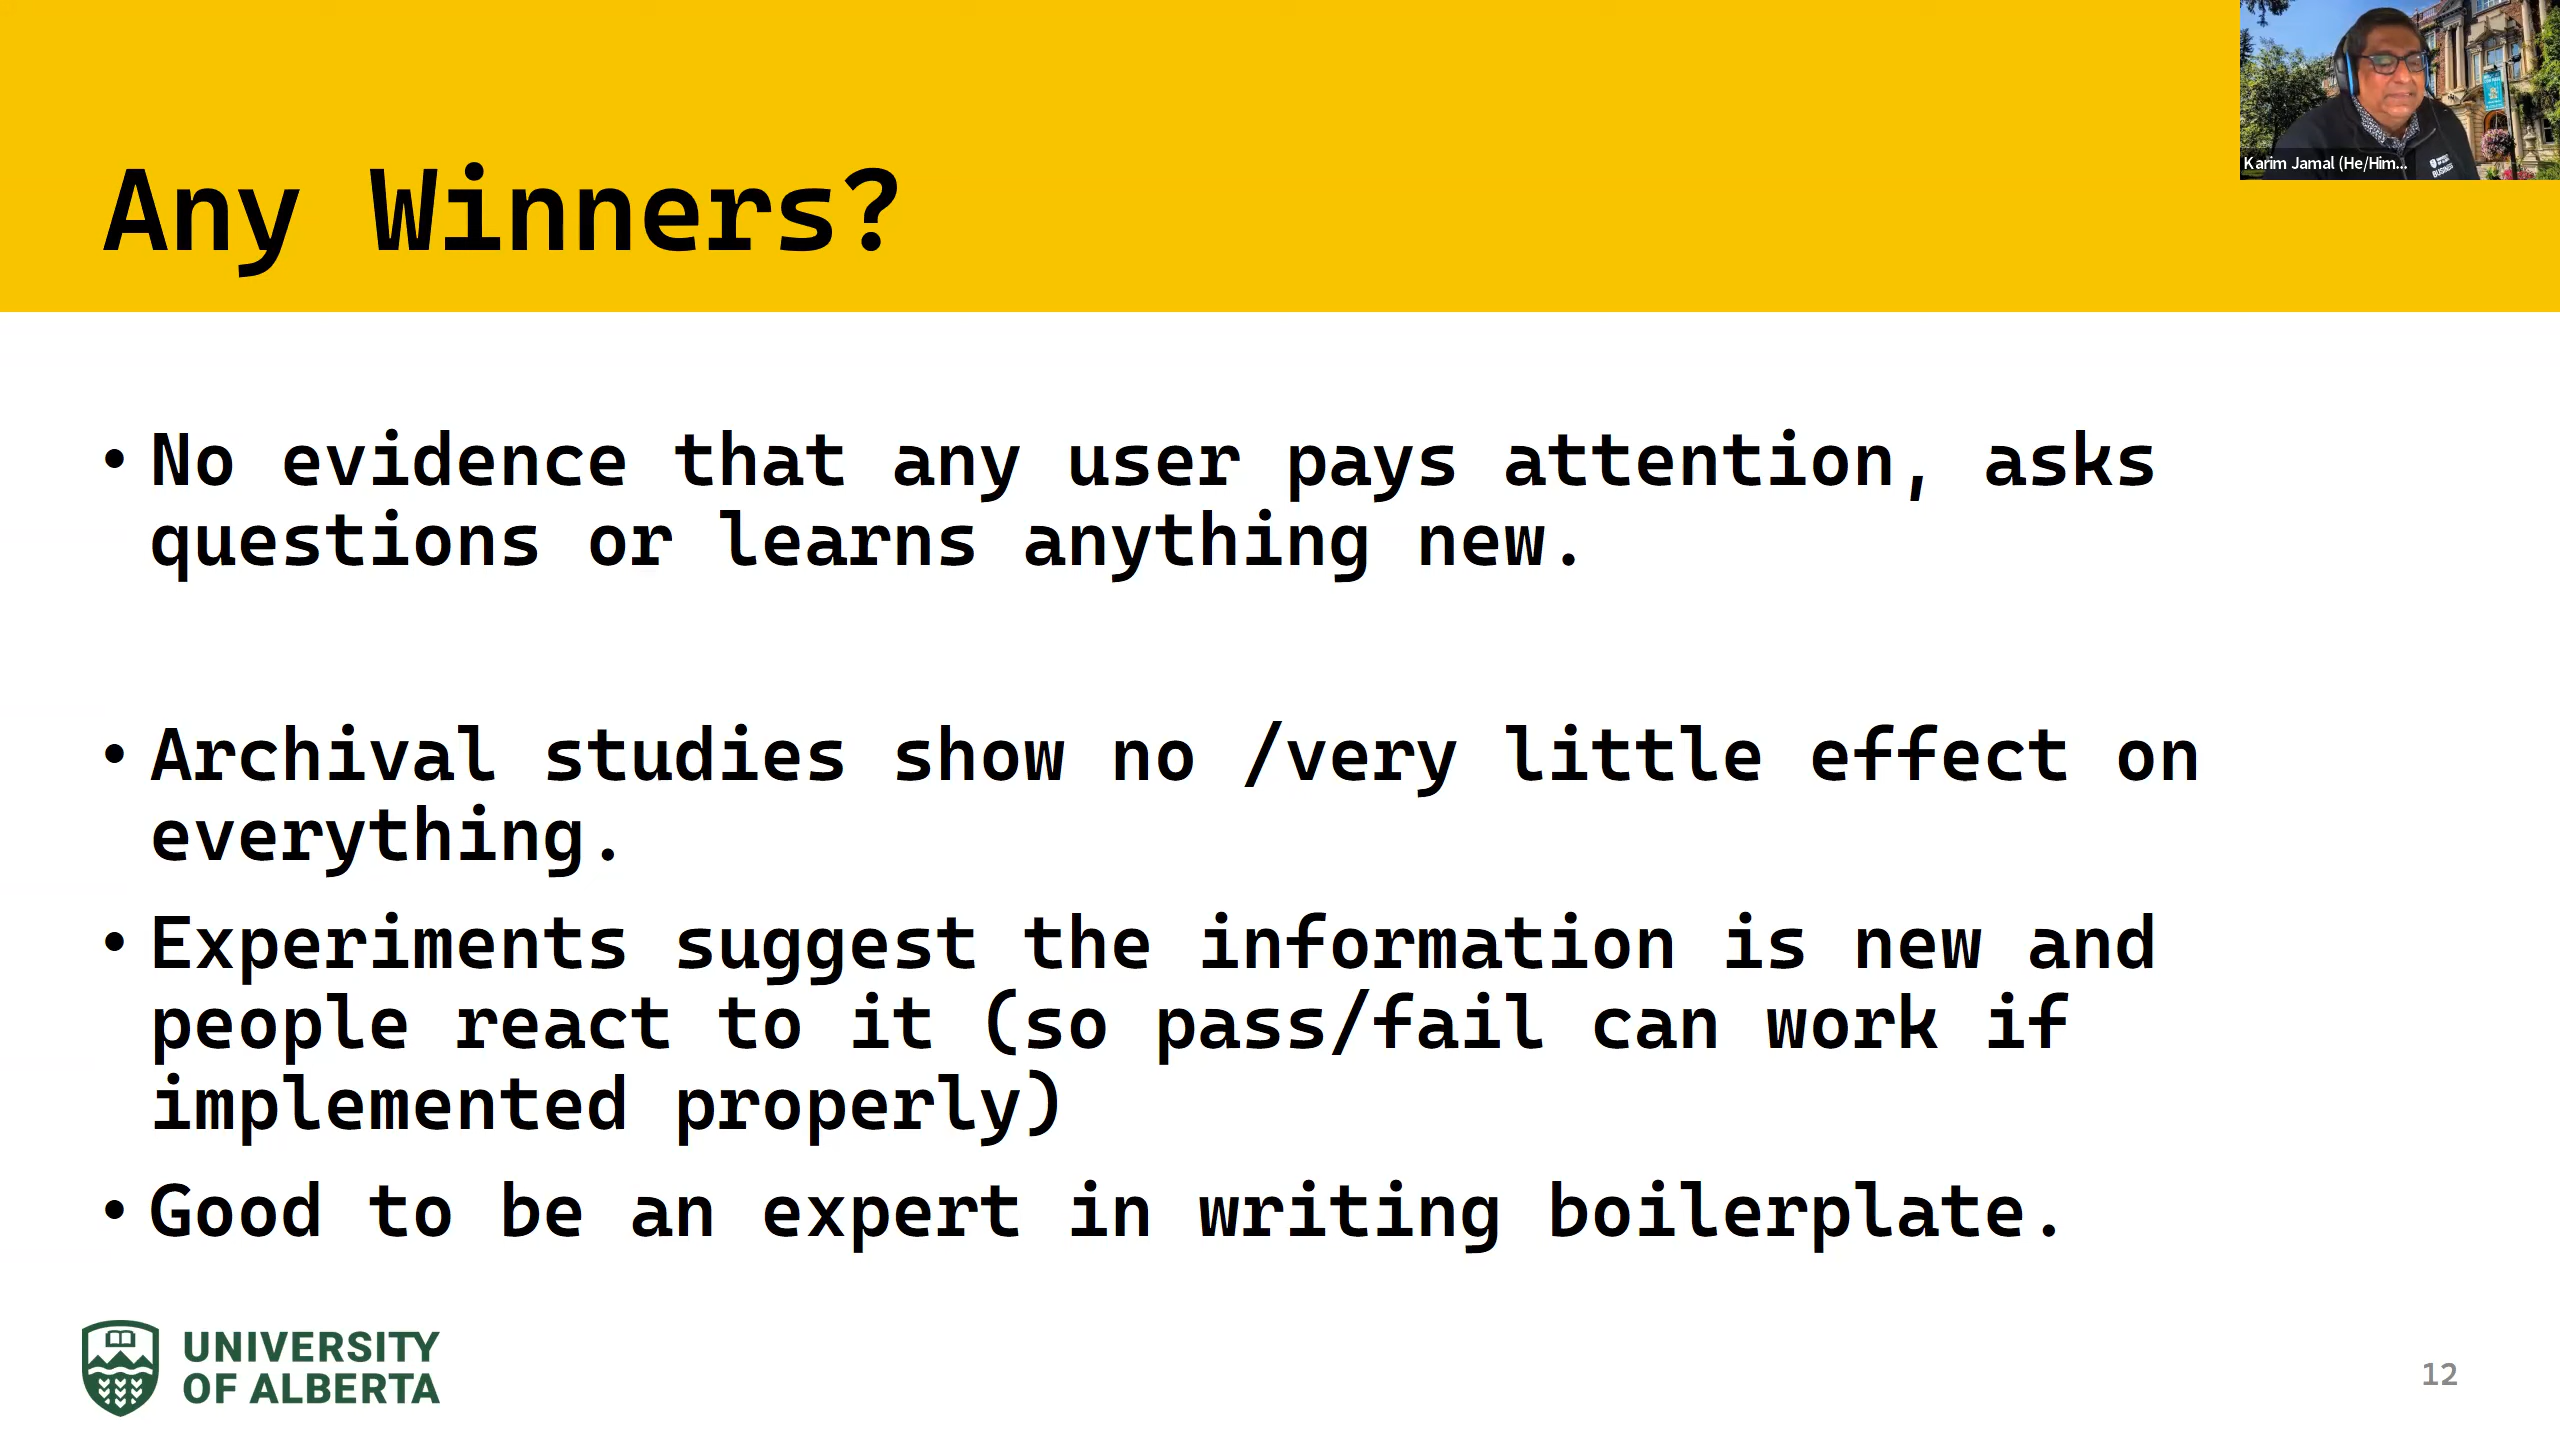 Karim Jamal (He/Him...
Any Winners?
• No evidence that any user pays attention, asks
questions or learns anything new.
• Archival studies show no /very little effect on
everything.
• Experiments suggest the information is new and
people react to it (so pass/fail can work if
implemented properly)
• Good to be an expert in writing boilerplate.
UNIVERSITY
OF ALBERTA
12